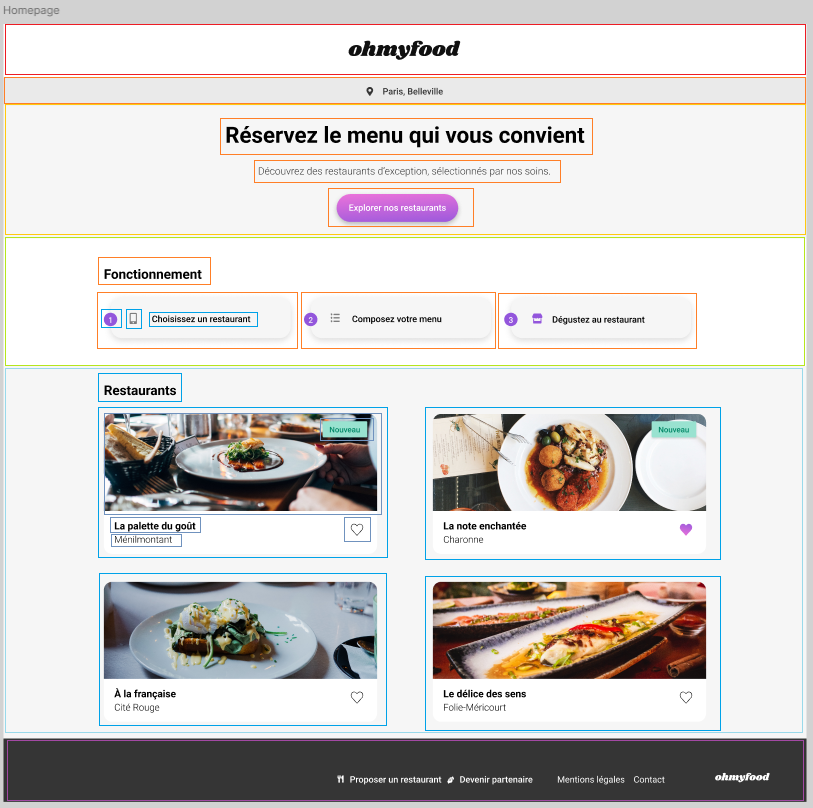 Homepage
ohmyfood
Paris, Belleville
Réservez le menu qui vous convient
Découvrez des restaurants d'exception, sélectionnés par nos soins.
Explorer nos restaurants
Fonctionnement
1 Choisissez un restaurant
2 Composez votre menu
3 Dégustez au restaurant
Restaurants
Nouveau
La palette du goût
Ménilmontant
Nouveau
La note enchantée
Charonne
À la française
Cité Rouge
Le délice des sens
Folie-Méricourt
Proposer un restaurant Devenir partenaire Mentions légales Contact ohmyfood